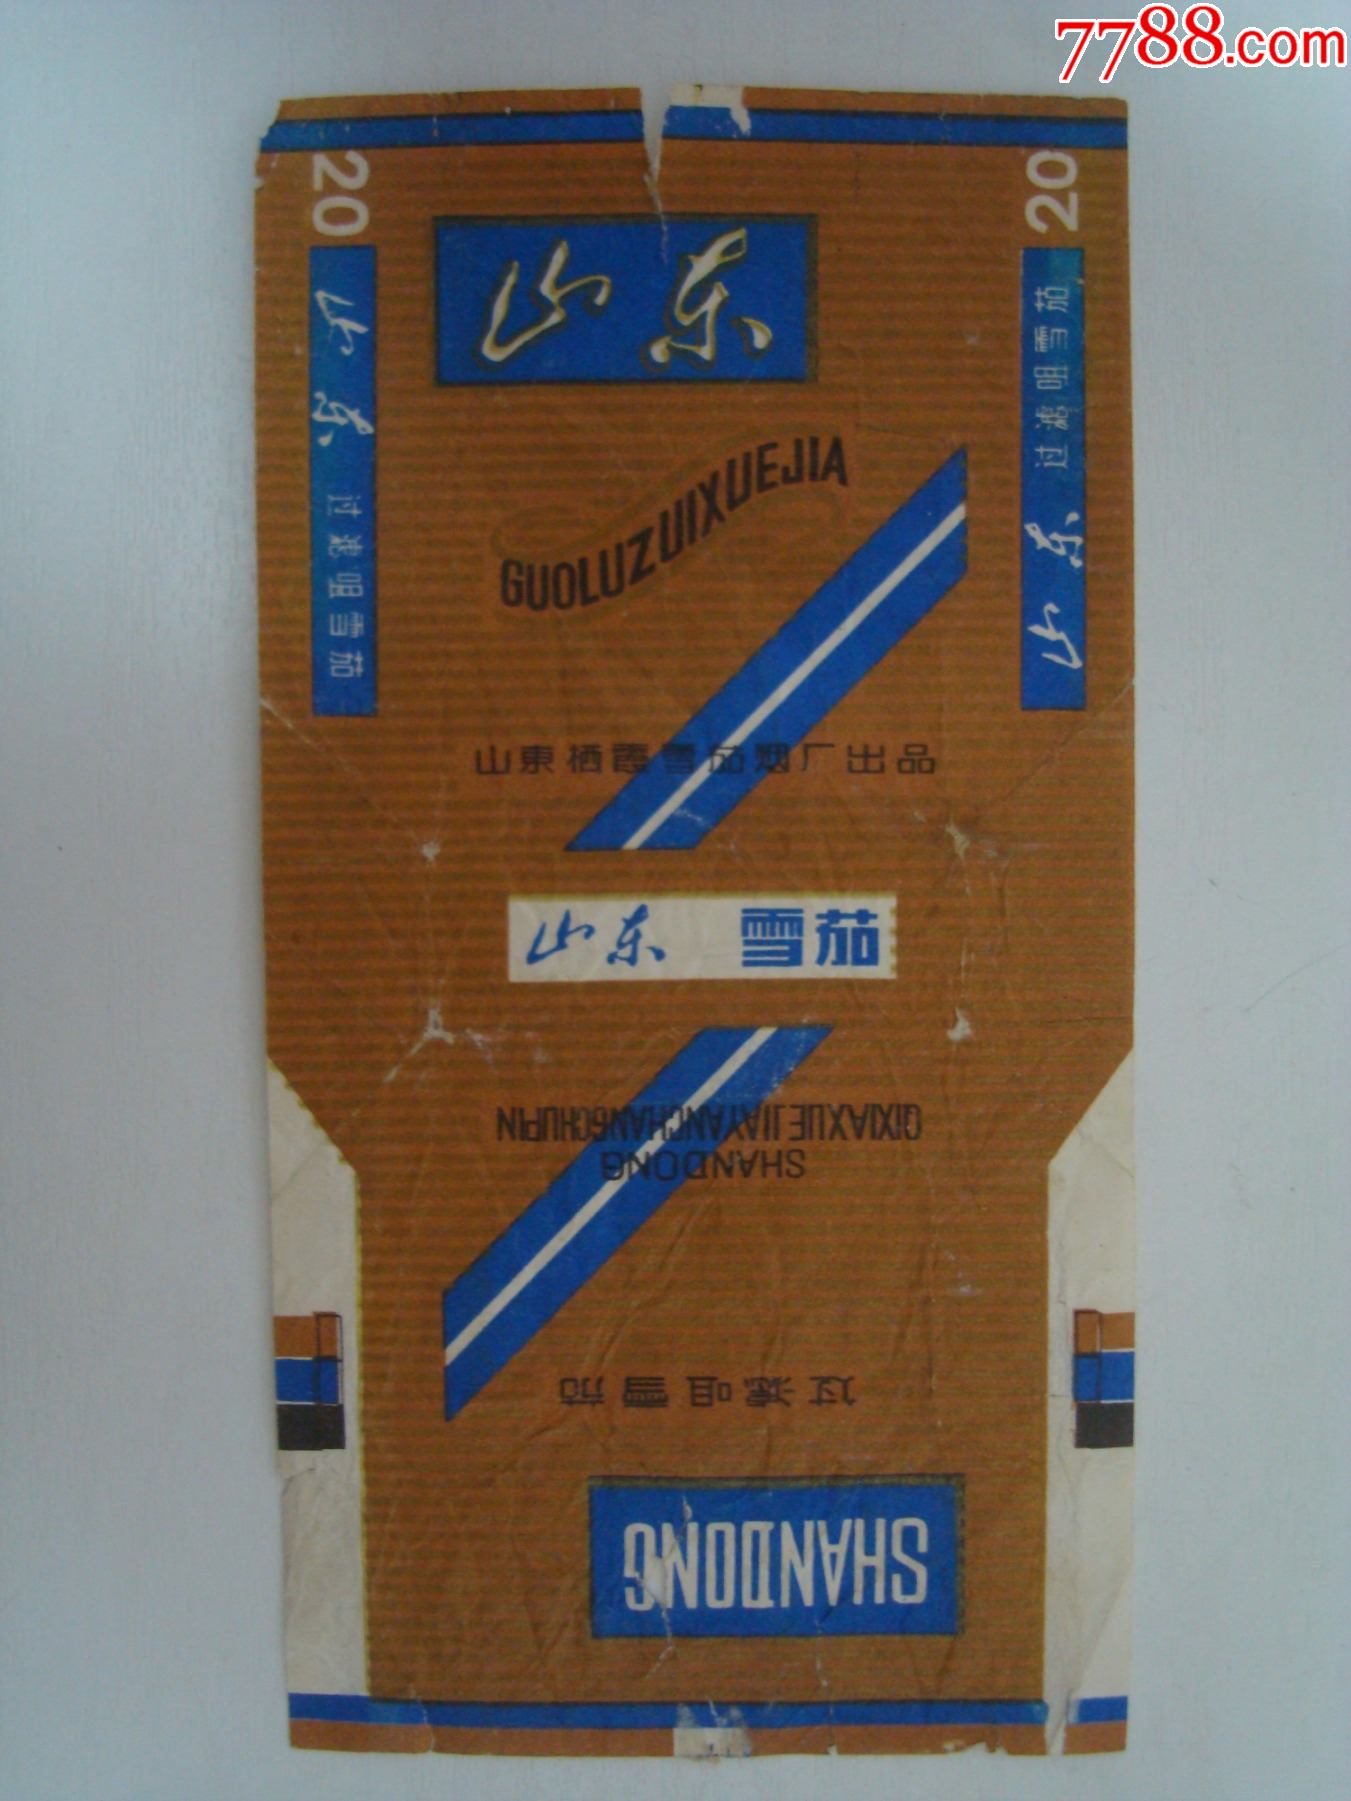 7788.com
20
山东 过滤咀雪茄
山东
20
山东 过滤咀雪茄
GUOLUZUIXUEJIA
山東栖霞雪茄烟厂出品
山东 雪茄
SHANDONG
QIXIAXUEJIAYANCHANGCHUPIN
过滤咀雪茄
SHANDONG